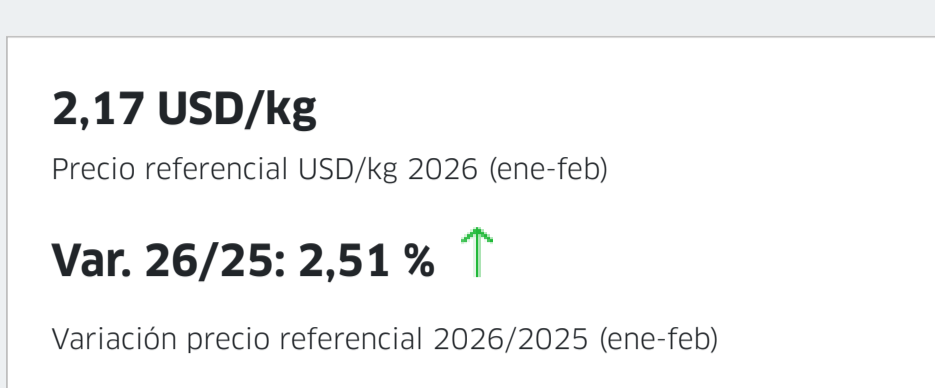 2,17 USD/kg
Precio referencial USD/kg 2026 (ene-feb)
Var. 26/25: 2,51 %
Variación precio referencial 2026/2025 (ene-feb)